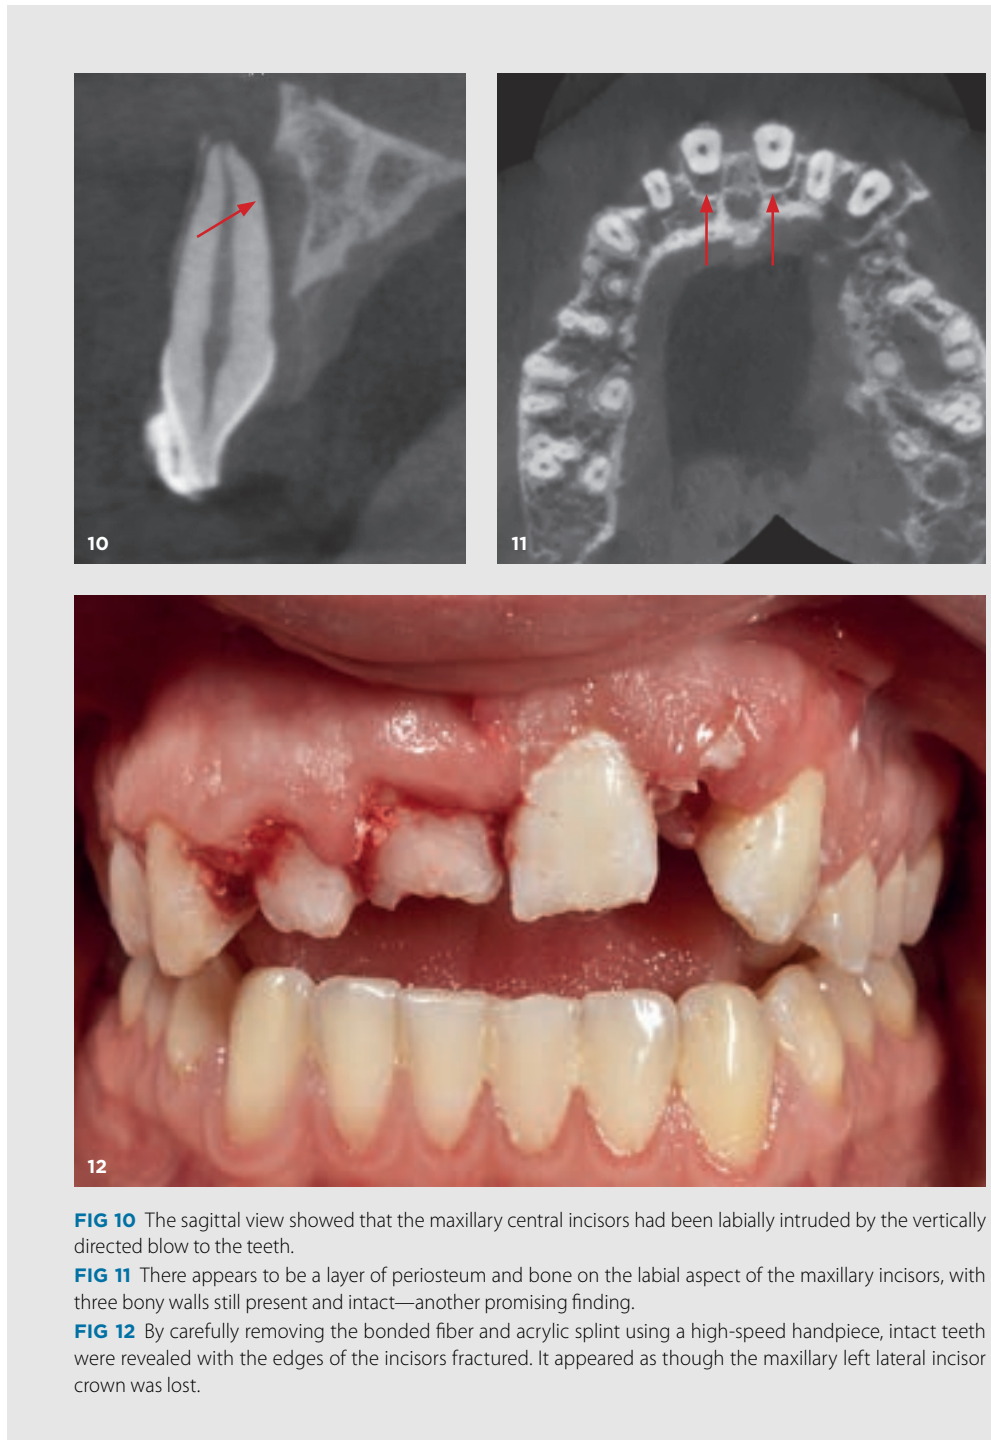 10
11
12
FIG 10 The sagittal view showed that the maxillary central incisors had been labially intruded by the vertically
directed blow to the teeth.
FIG 11 There appears to be a layer of periosteum and bone on the labial aspect of the maxillary incisors, with
three bony walls still present and intact—another promising finding.
FIG 12 By carefully removing the bonded fiber and acrylic splint using a high-speed handpiece, intact teeth
were revealed with the edges of the incisors fractured. It appeared as though the maxillary left lateral incisor
crown was lost.